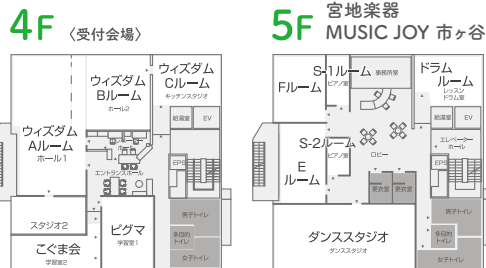 4F 〈受付会場〉
ウィズダム
Aルーム
ホール1
ウィズダム
Bルーム
ホール2
ウィズダム
Cルーム
キッチンスタジオ
給湯室
EV
エントランスホール
EPS
スタジオ2
こぐま会
学習室2
ピグマ
学習室1
男子トイレ
多目的
トイレ
女子トイレ
5F 宮地楽器
MUSIC JOY 市ヶ谷
Fルーム
S-1ルーム
ピアノ室
事務所室
ドラム
ルーム
レッスン
ドラム室
給湯室
EV
エレベーター
ホール
S-2ルーム
ピアノ室
ロビー
E
ルーム
EPS
更衣室
更衣室
ダンススタジオ
ダンススタジオ
男子トイレ
多目的
トイレ
女子トイレ